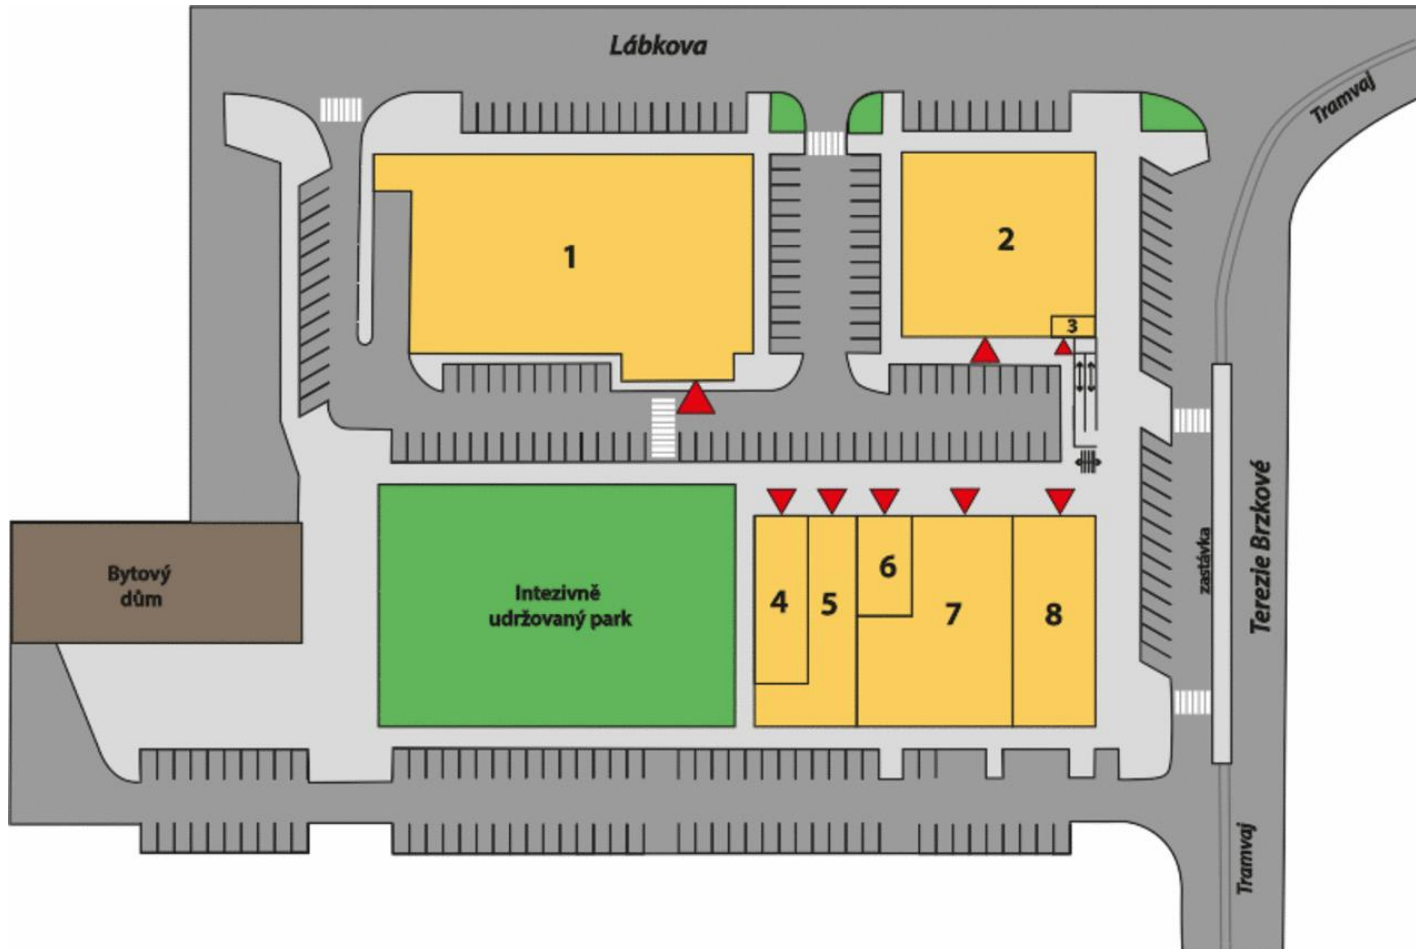 Lábkova
Tramvaj
1
2
3
Bytový
dům
Intezivně
udržovaný park
4
5
6
7
8
zastávka
Terezie Brzkové
Tramvaj